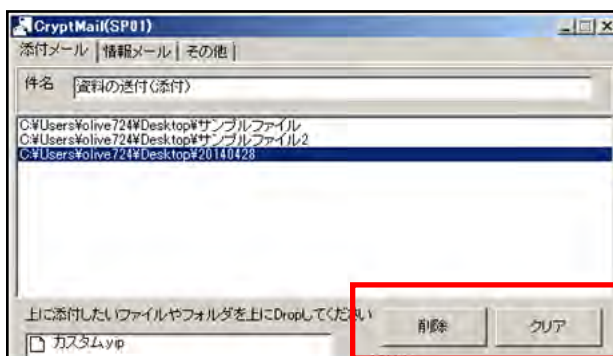 CryptMail(SP01)
添付メール 情報メール その他
件名 資料の送付(添付)
C:¥Users¥olive724¥Desktop¥サンプルファイル
C:¥Users¥olive724¥Desktop¥サンプルファイル2
C:¥Users¥olive724¥Desktop¥20140428
上に添付したいファイルやフォルダを上にDropしてください
削除 クリア
カスタム.yip